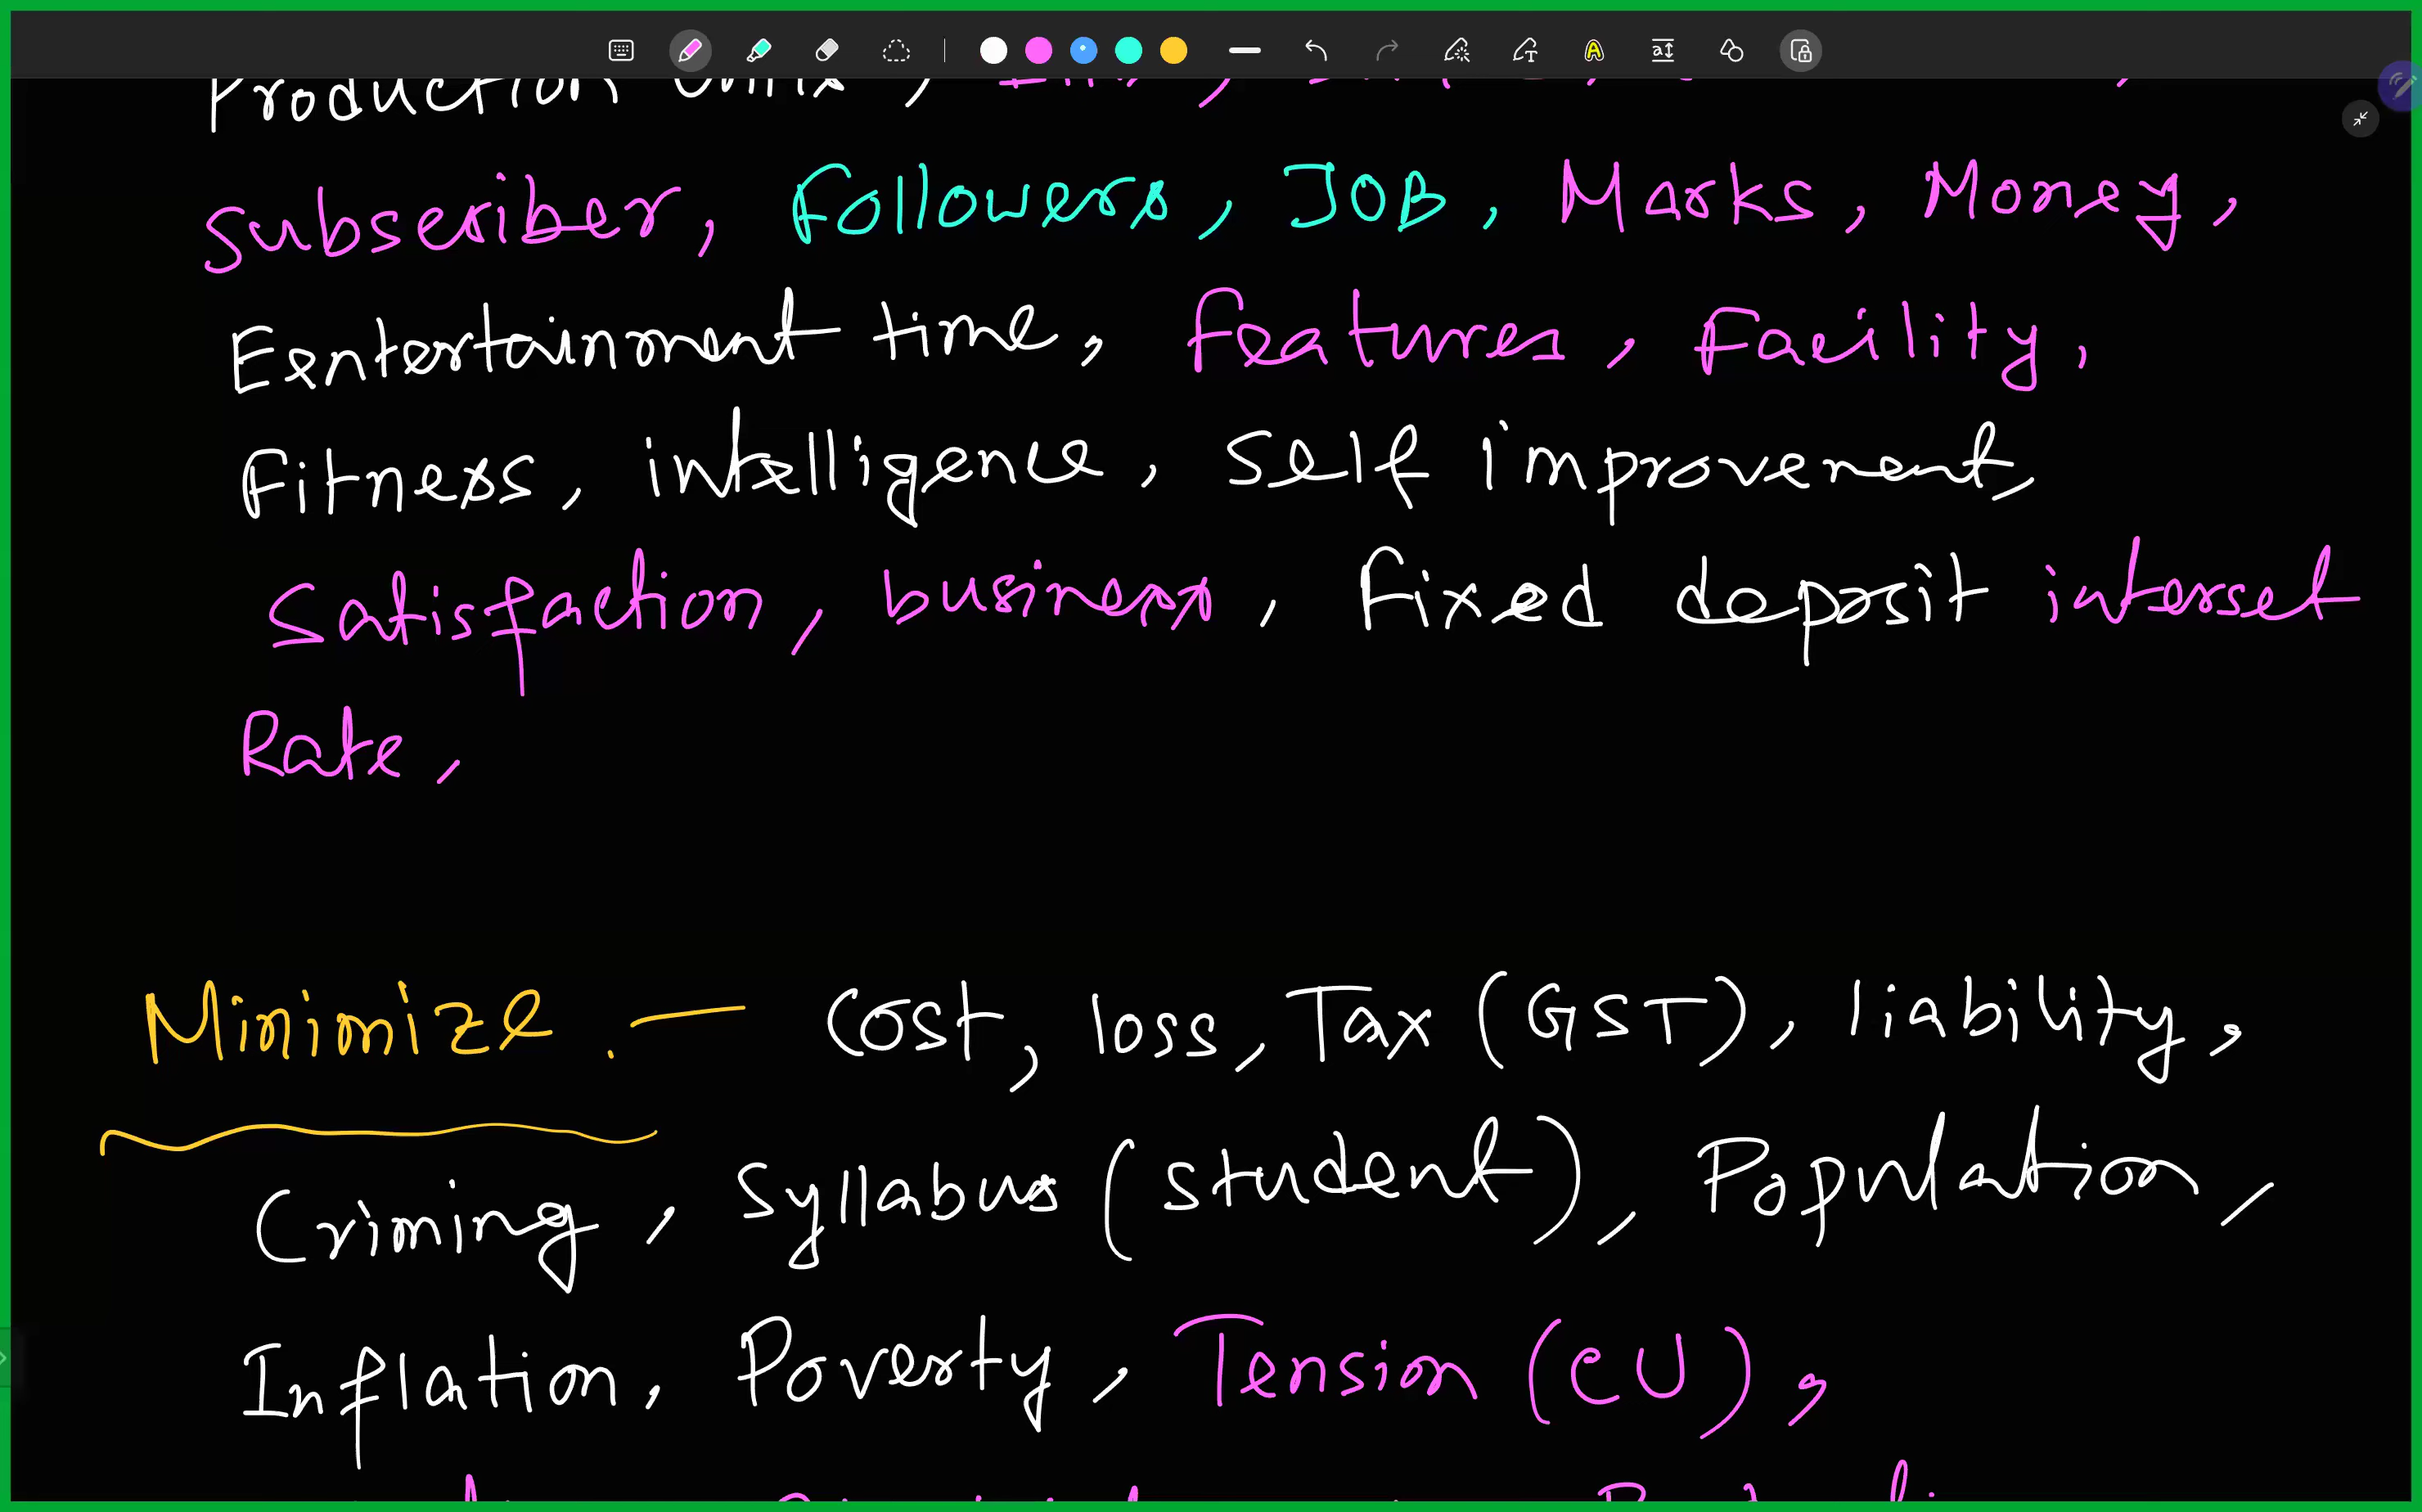 Production
Subscriber, Followers, JOB, Marks, Money,
Eentertainment time, Features, Facility,
Fitness, intelligence, Self improvement,
Satisfaction, business, Fixed deposit interset
Rate,
Minimize. — Cost, loss, Tax (GST), liability,
Criming, Syllabus (student), Population,
Inflation, Poverty, Tension (CU),